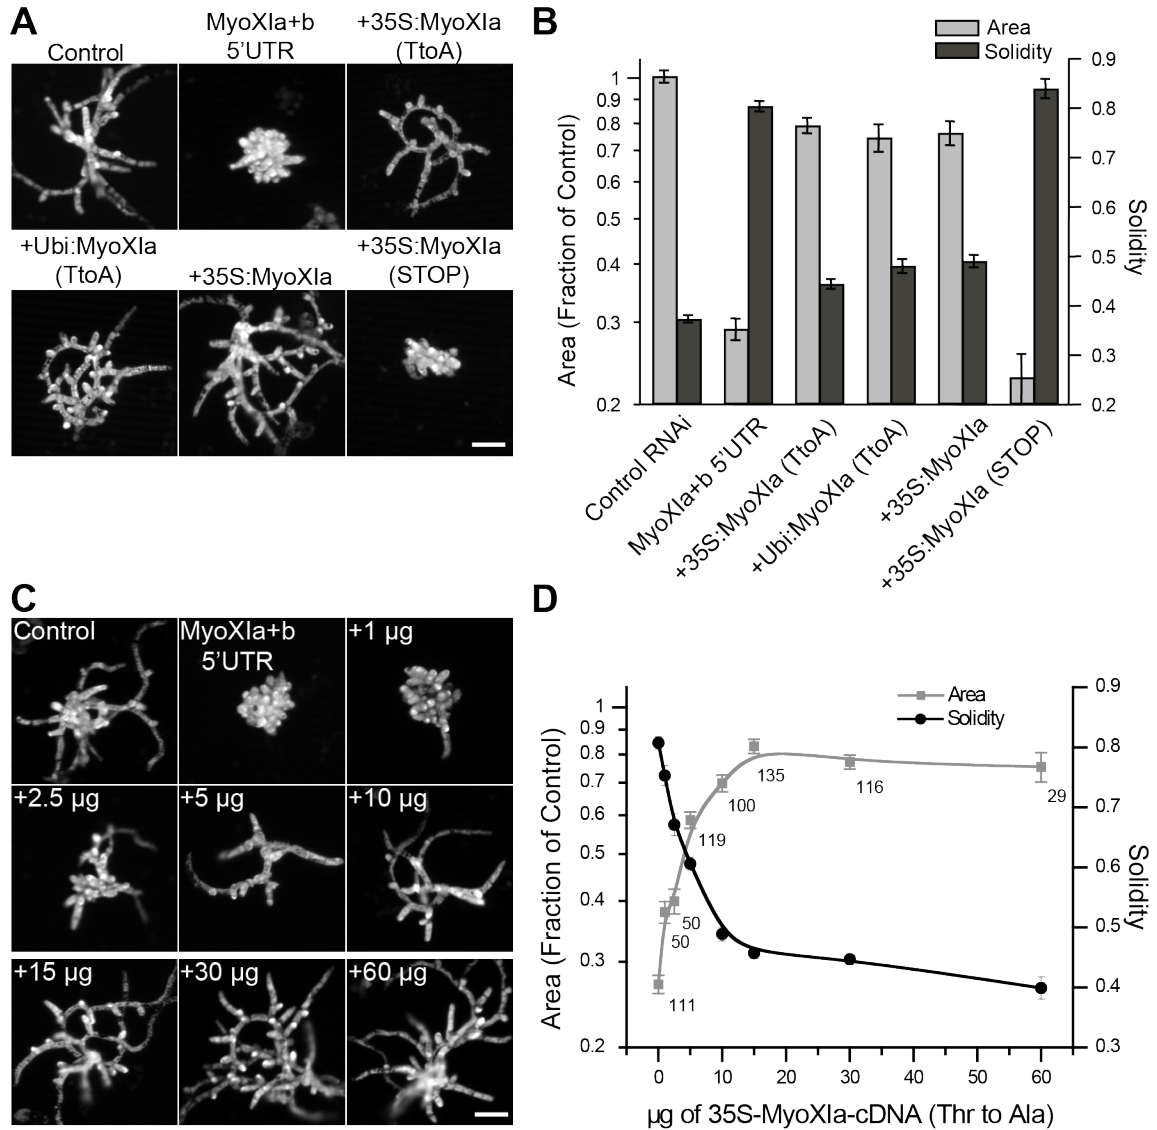 A
Control
MyoXIa+b
5’UTR
+35S:MyoXIa
(TtoA)
+Ubi:MyoXIa
(TtoA)
+35S:MyoXIa
+35S:MyoXIa
(STOP)
B
Area
Solidity
Area (Fraction of Control)
1
0.9
0.8
0.7
0.6
0.5
0.4
0.3
0.2
0.9
0.8
0.7
0.6
0.5
0.4
0.3
0.2
Solidity
Control RNAi
MyoXIa+b 5’UTR
+35S:MyoXIa (TtoA)
+Ubi:MyoXIa (TtoA)
+35S:MyoXIa
+35S:MyoXIa (STOP)
C
Control
MyoXIa+b
5’UTR
+1 µg
+2.5 µg
+5 µg
+10 µg
+15 µg
+30 µg
+60 µg
D
Area
Solidity
Area (Fraction of Control)
1
0.9
0.8
0.7
0.6
0.5
0.4
0.3
0.2
111
50
50
119
100
135
116
29
0.9
0.8
0.7
0.6
0.5
0.4
0.3
Solidity
0 10 20 30 40 50 60
µg of 35S-MyoXIa-cDNA (Thr to Ala)